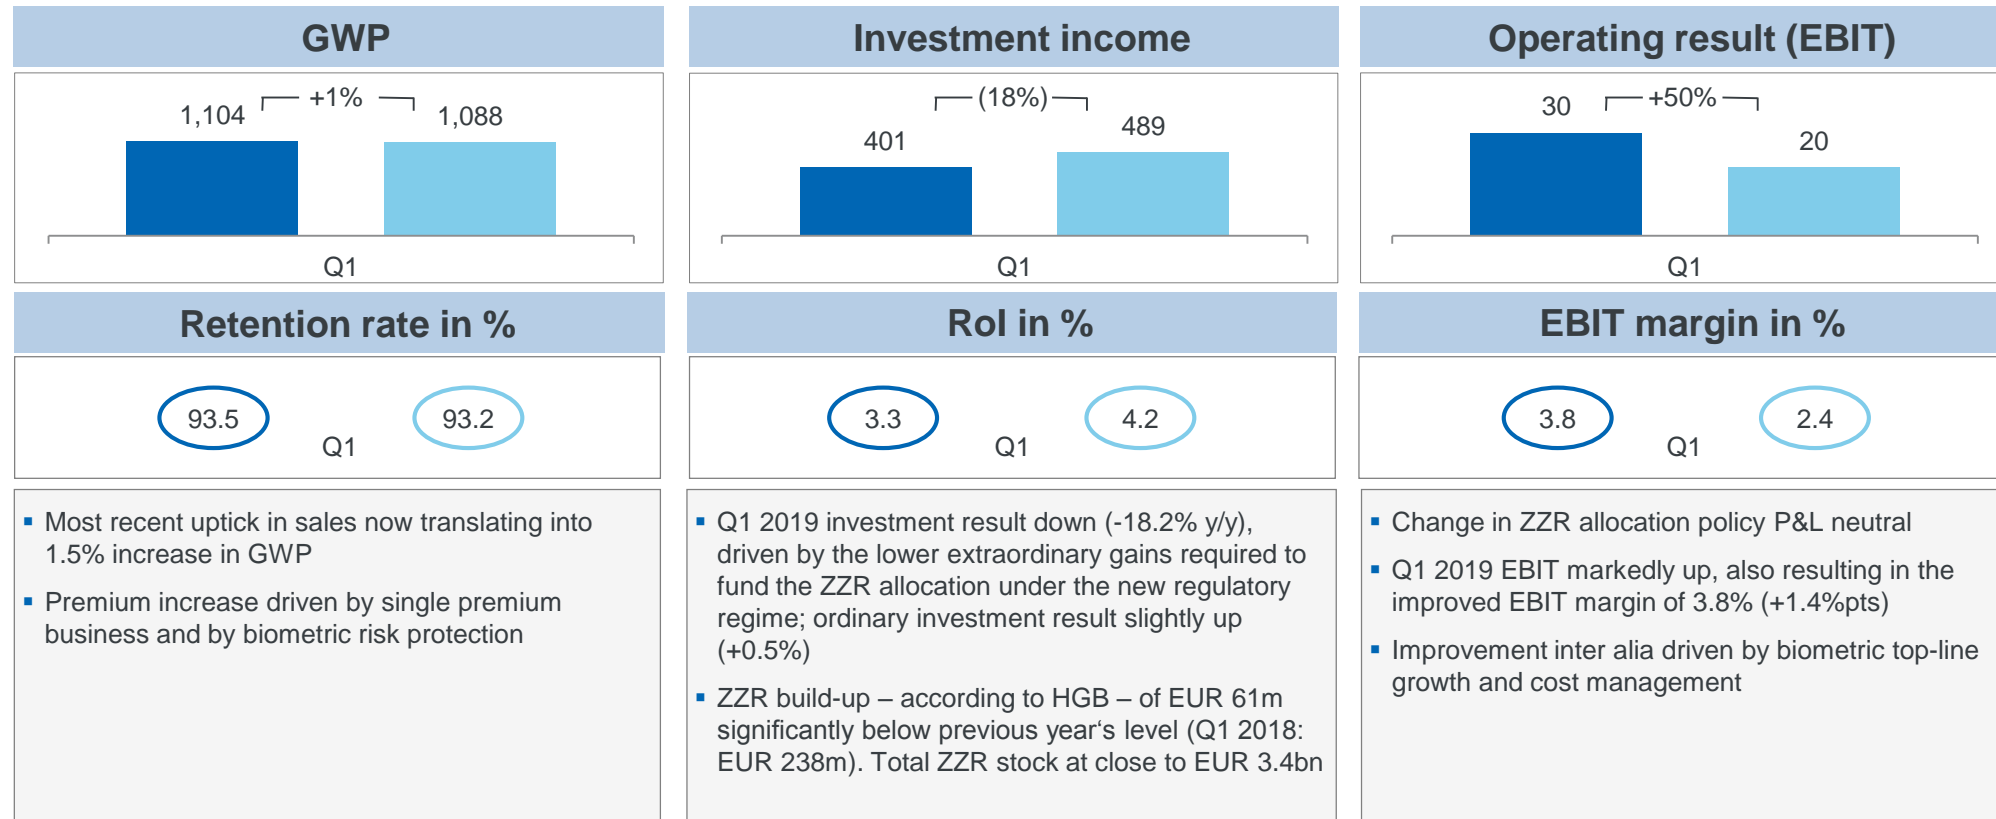 GWP
1,104
+1%
1,088
Q1
Retention rate in %
93.5
93.2
Q1
▪ Most recent uptick in sales now translating into
1.5% increase in GWP
▪ Premium increase driven by single premium
business and by biometric risk protection
Investment income
401
(18%)
489
Q1
RoI in %
3.3
4.2
Q1
▪ Q1 2019 investment result down (-18.2% y/y),
driven by the lower extraordinary gains required to
fund the ZZR allocation under the new regulatory
regime; ordinary investment result slightly up
(+0.5%)
▪ ZZR build-up – according to HGB – of EUR 61m
significantly below previous year‘s level (Q1 2018:
EUR 238m). Total ZZR stock at close to EUR 3.4bn
Operating result (EBIT)
30
+50%
20
Q1
EBIT margin in %
3.8
2.4
Q1
▪ Change in ZZR allocation policy P&L neutral
▪ Q1 2019 EBIT markedly up, also resulting in the
improved EBIT margin of 3.8% (+1.4%pts)
▪ Improvement inter alia driven by biometric top-line
growth and cost management